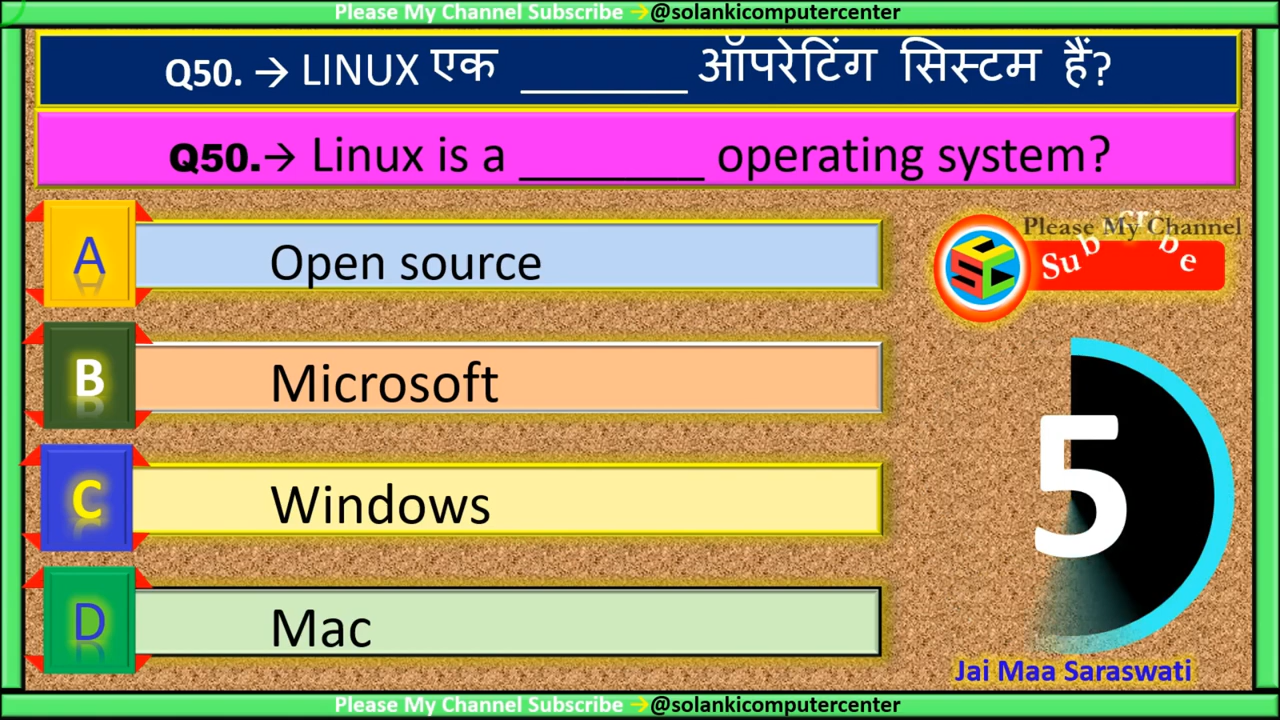 Please My Channel Subscribe → @solankicomputercenter
Q50. → LINUX एक ________ ऑपरेटिंग सिस्टम हैं?
Q50.→ Linux is a ________ operating system?
A Open source
Please My Channel
Subscribe
B Microsoft
5
C Windows
D Mac
Jai Maa Saraswati
Please My Channel Subscribe → @solankicomputercenter